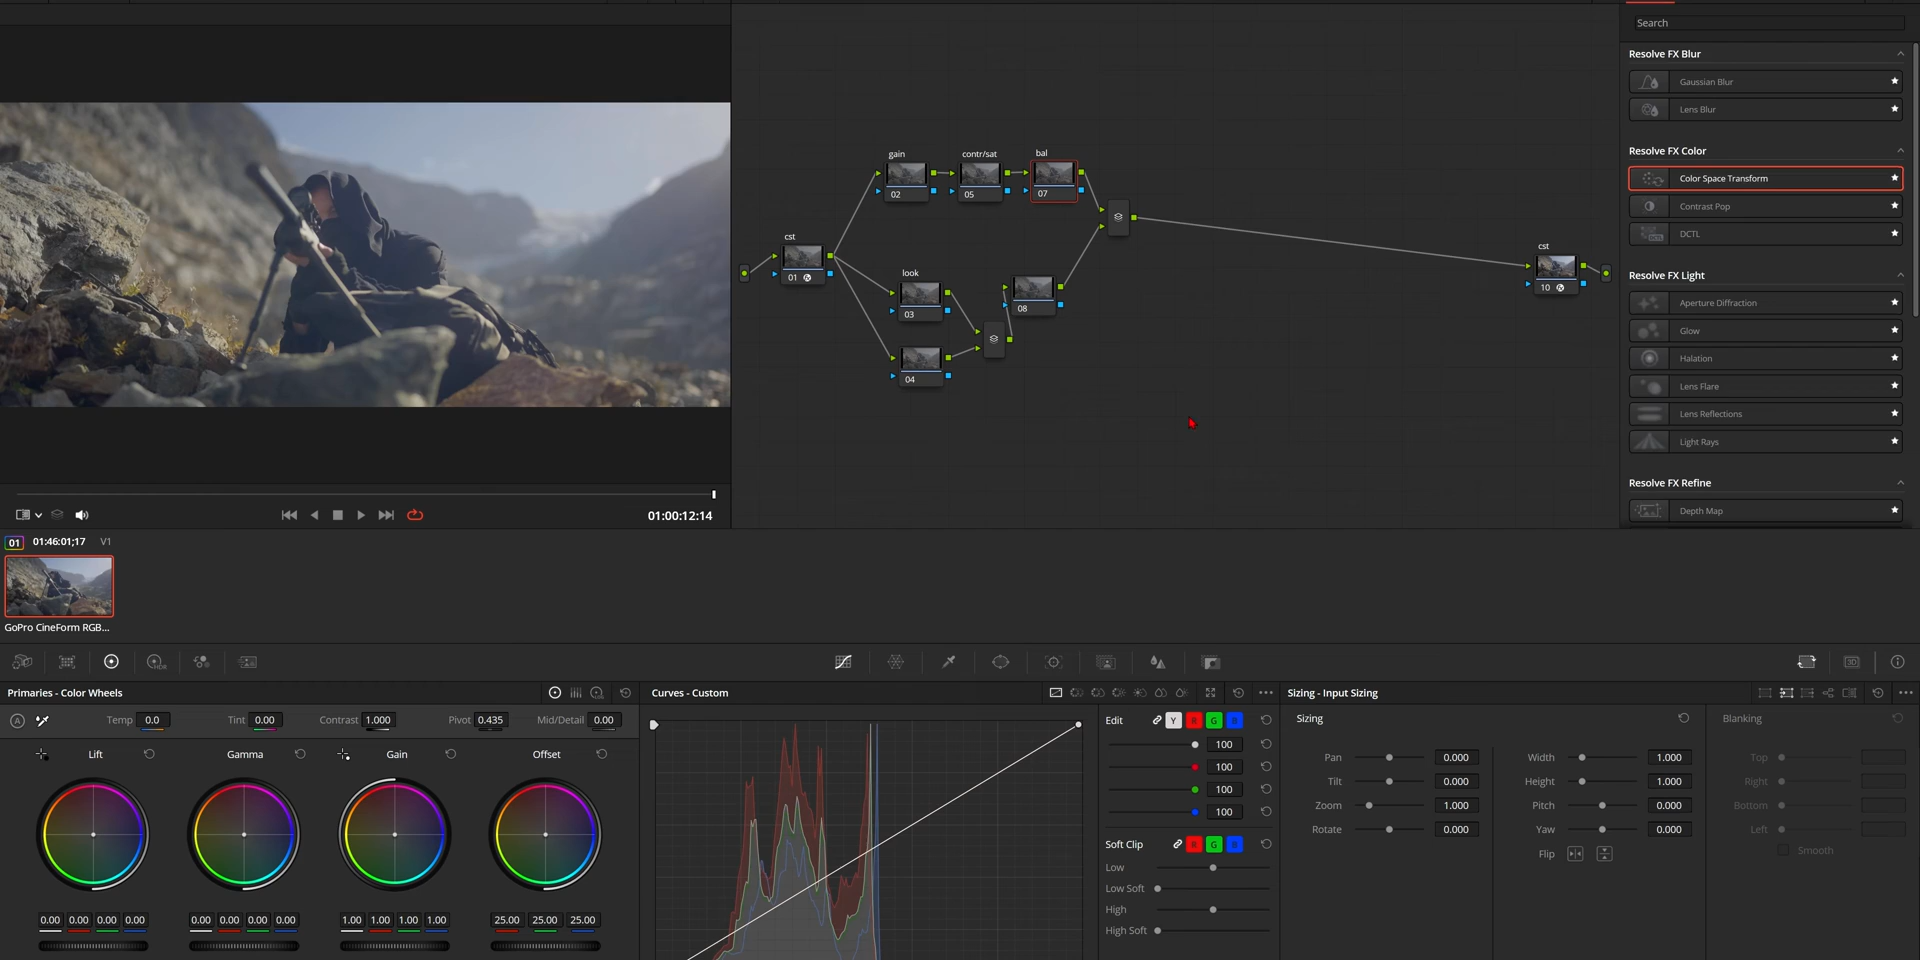 Search
Resolve FX Blur
Gaussian Blur
Lens Blur
Resolve FX Color
Color Space Transform
Contrast Pop
DCTL
DCTL
Resolve FX Light
Aperture Diffraction
Glow
Halation
Lens Flare
Lens Reflections
Light Rays
Resolve FX Refine
Depth Map
gain
02
contr/sat
05
bal
07
cst
01
look
03
04
08
cst
10
01:00:12:14
01 01:46:01;17 V1
GoPro CineForm RGB...
HDR
3D
Primaries - Color Wheels
A Temp 0.0 Tint 0.00 Contrast 1.000 Pivot 0.435 Mid/Detail 0.00
Lift Gamma Gain Offset
0.00 0.00 0.00 0.00 0.00 0.00 0.00 0.00 1.00 1.00 1.00 1.00 25.00 25.00 25.00
Curves - Custom
Edit Y R G B
100
100
100
100
Soft Clip R G B
Low
Low Soft
High
High Soft
Sizing - Input Sizing
Sizing
Pan 0.000 Width 1.000
Tilt 0.000 Height 1.000
Zoom 1.000 Pitch 0.000
Rotate 0.000 Yaw 0.000
Flip
Blanking
Top
Right
Bottom
Left
Smooth